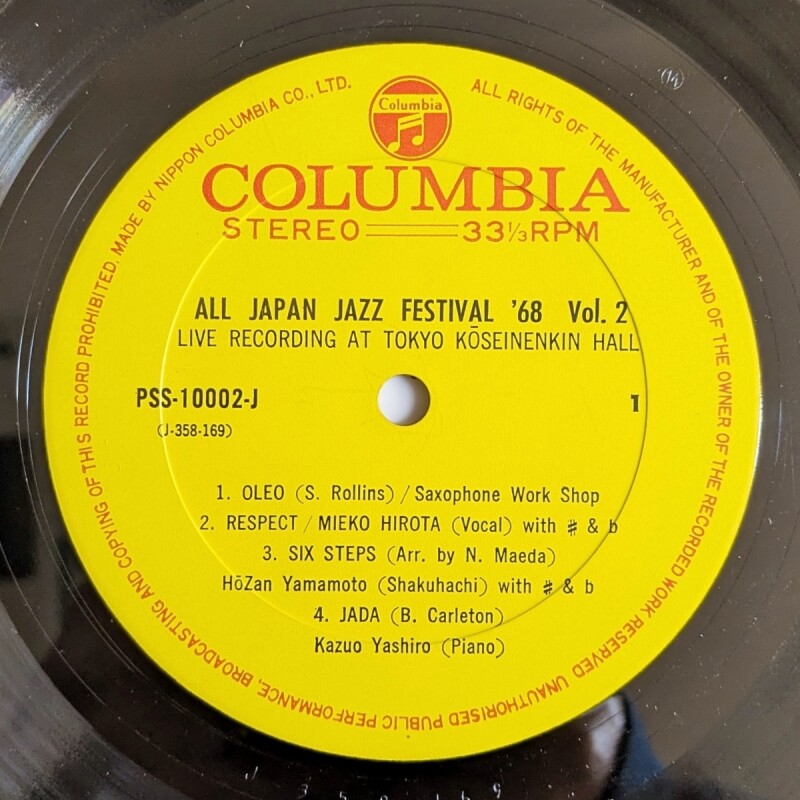 Columbia
COLUMBIA
STEREO 33⅓RPM
ALL JAPAN JAZZ FESTIVAL '68 Vol. 2
LIVE RECORDING AT TOKYO KŌSEINENKIN HALL
PSS-10002-J 1
(J-358-169)
1. OLEO (S. Rollins) / Saxophone Work Shop
2. RESPECT / MIEKO HIROTA (Vocal) with # & b
3. SIX STEPS (Arr. by N. Maeda)
HōZan Yamamoto (Shakuhachi) with # & b
4. JADA (B. Carleton)
Kazuo Yashiro (Piano)
ALL RIGHTS OF THE MANUFACTURER AND OF THE OWNER OF THE RECORDED WORK RESERVED UNAUTHORISED PUBLIC PERFORMANCE, BROADCASTING AND COPYING OF THIS RECORD PROHIBITED. MADE BY NIPPON COLUMBIA CO., LTD.
14